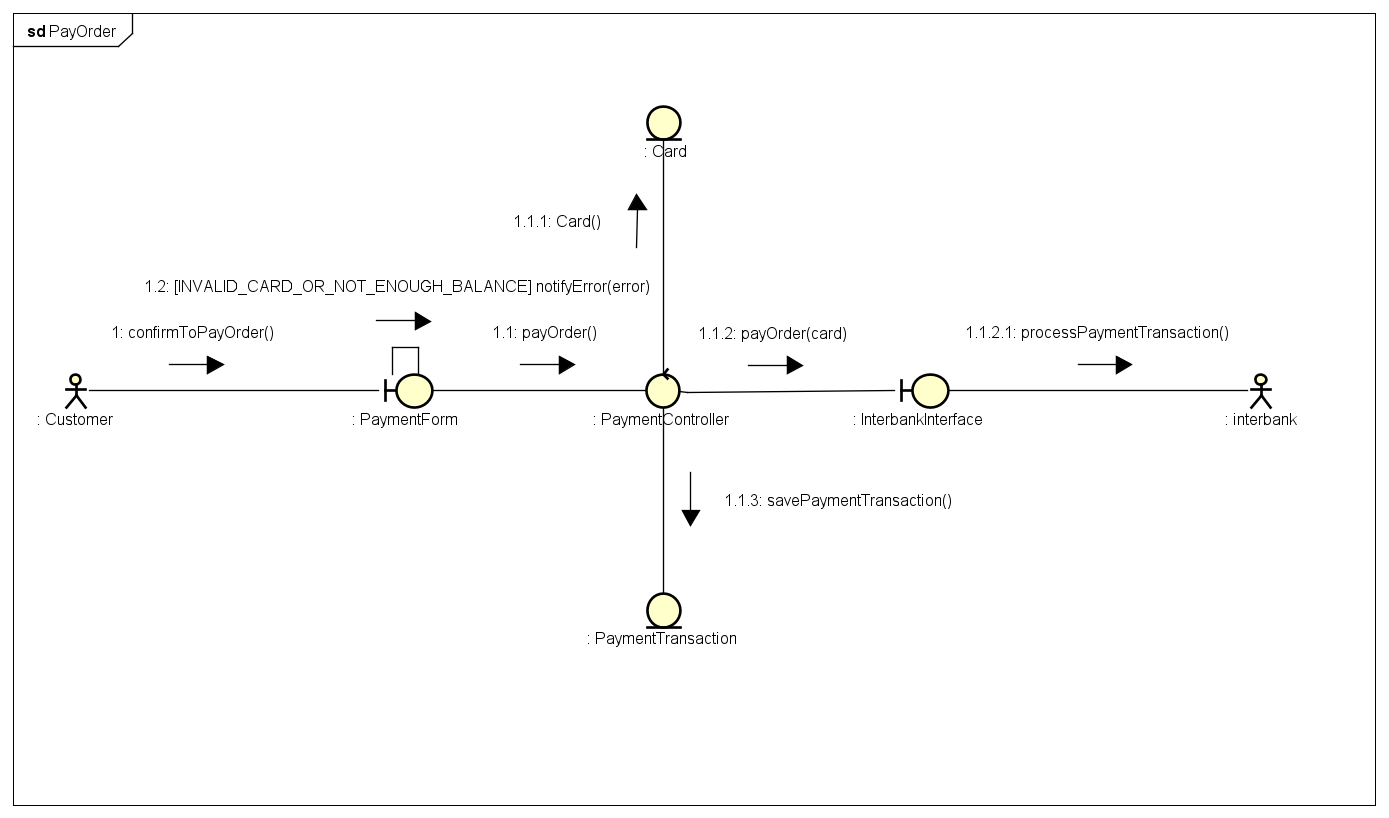 sd PayOrder
: Card
1.1.1: Card()
1.2: [INVALID_CARD_OR_NOT_ENOUGH_BALANCE] notifyError(error)
1: confirmToPayOrder()
1.1: payOrder()
1.1.2: payOrder(card)
1.1.2.1: processPaymentTransaction()
: Customer
: PaymentForm
: PaymentController
: InterbankInterface
: interbank
1.1.3: savePaymentTransaction()
: PaymentTransaction